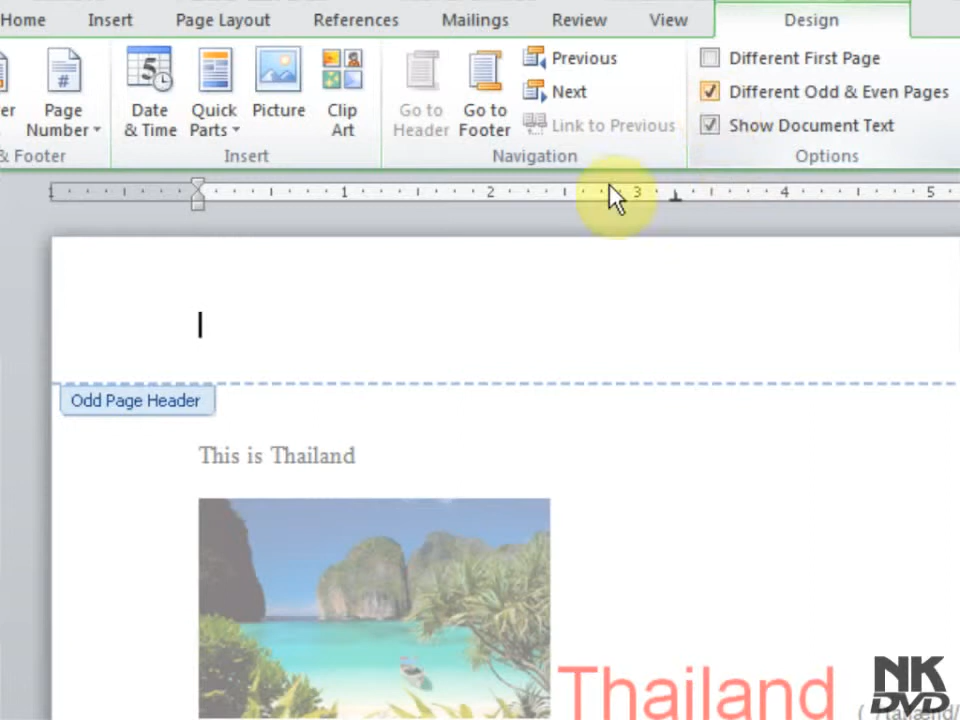 Home Insert Page Layout References Mailings Review View Design
Page Number
Date & Time
Quick Parts
Picture
Clip Art
Go to Header
Go to Footer
Previous
Next
Link to Previous
Different First Page
Different Odd & Even Pages
Show Document Text
& Footer Insert Navigation Options
1 1 2 3 4 5
Odd Page Header
This is Thailand
Thailand
NK
DVD